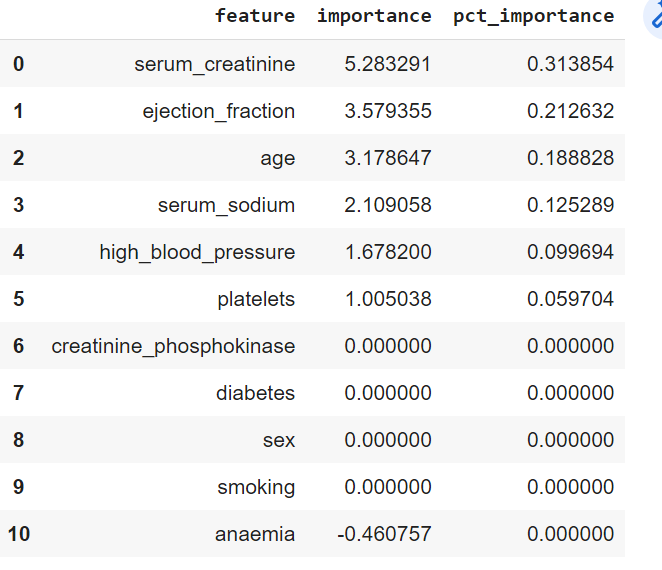 feature importance pct_importance
0 serum_creatinine 5.283291 0.313854
1 ejection_fraction 3.579355 0.212632
2 age 3.178647 0.188828
3 serum_sodium 2.109058 0.125289
4 high_blood_pressure 1.678200 0.099694
5 platelets 1.005038 0.059704
6 creatinine_phosphokinase 0.000000 0.000000
7 diabetes 0.000000 0.000000
8 sex 0.000000 0.000000
9 smoking 0.000000 0.000000
10 anaemia -0.460757 0.000000